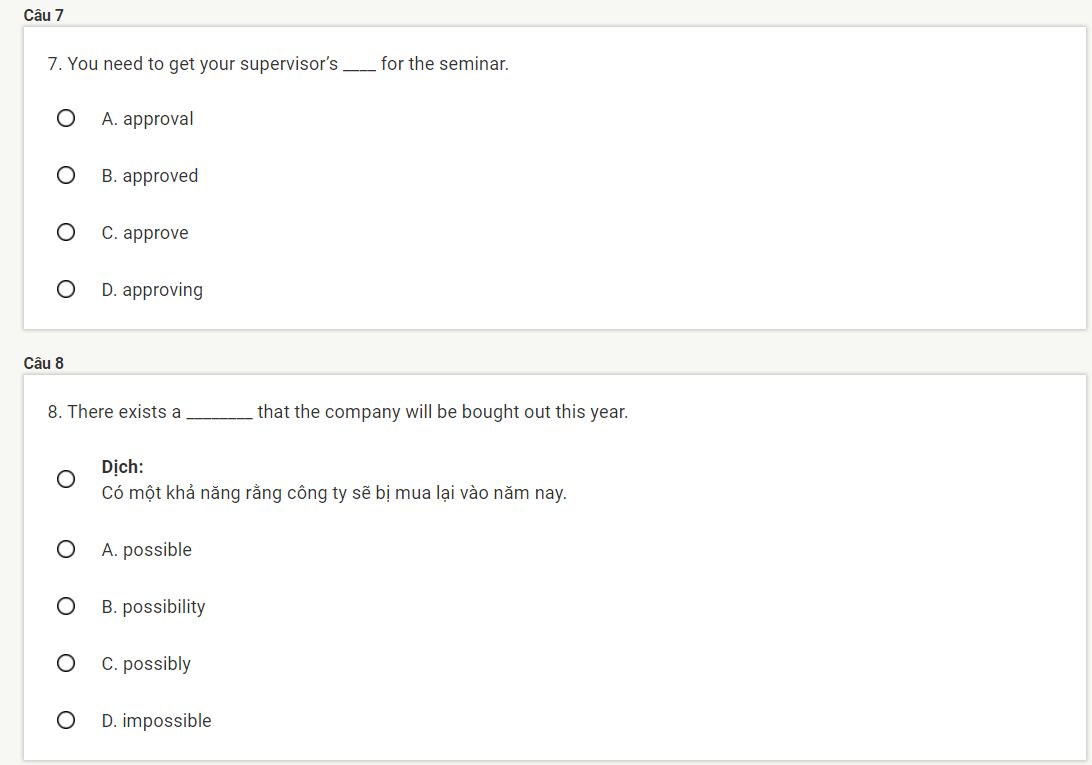 Câu 7
7. You need to get your supervisor’s ____ for the seminar.
A. approval
B. approved
C. approve
D. approving
Câu 8
8. There exists a ________ that the company will be bought out this year.
Dịch:
Có một khả năng rằng công ty sẽ bị mua lại vào năm nay.
A. possible
B. possibility
C. possibly
D. impossible